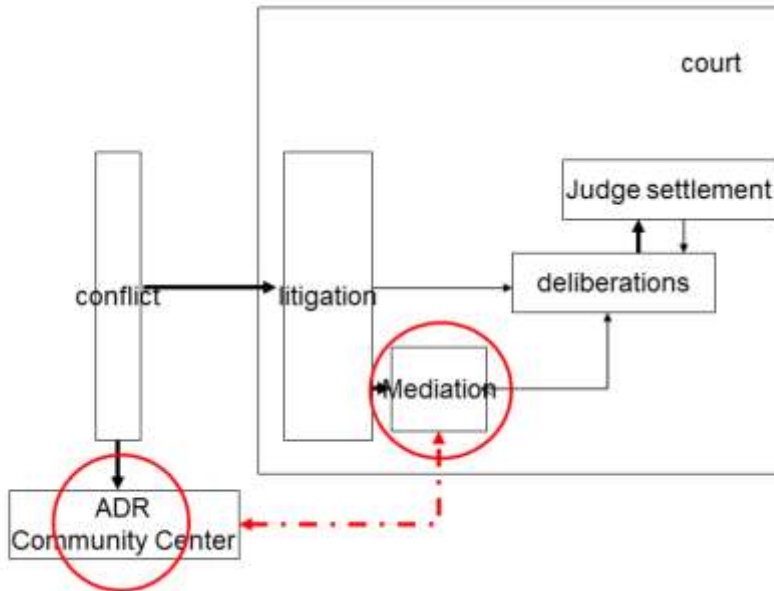 court
Judge settlement
deliberations
conflict
litigation
Mediation
ADR
Community Center